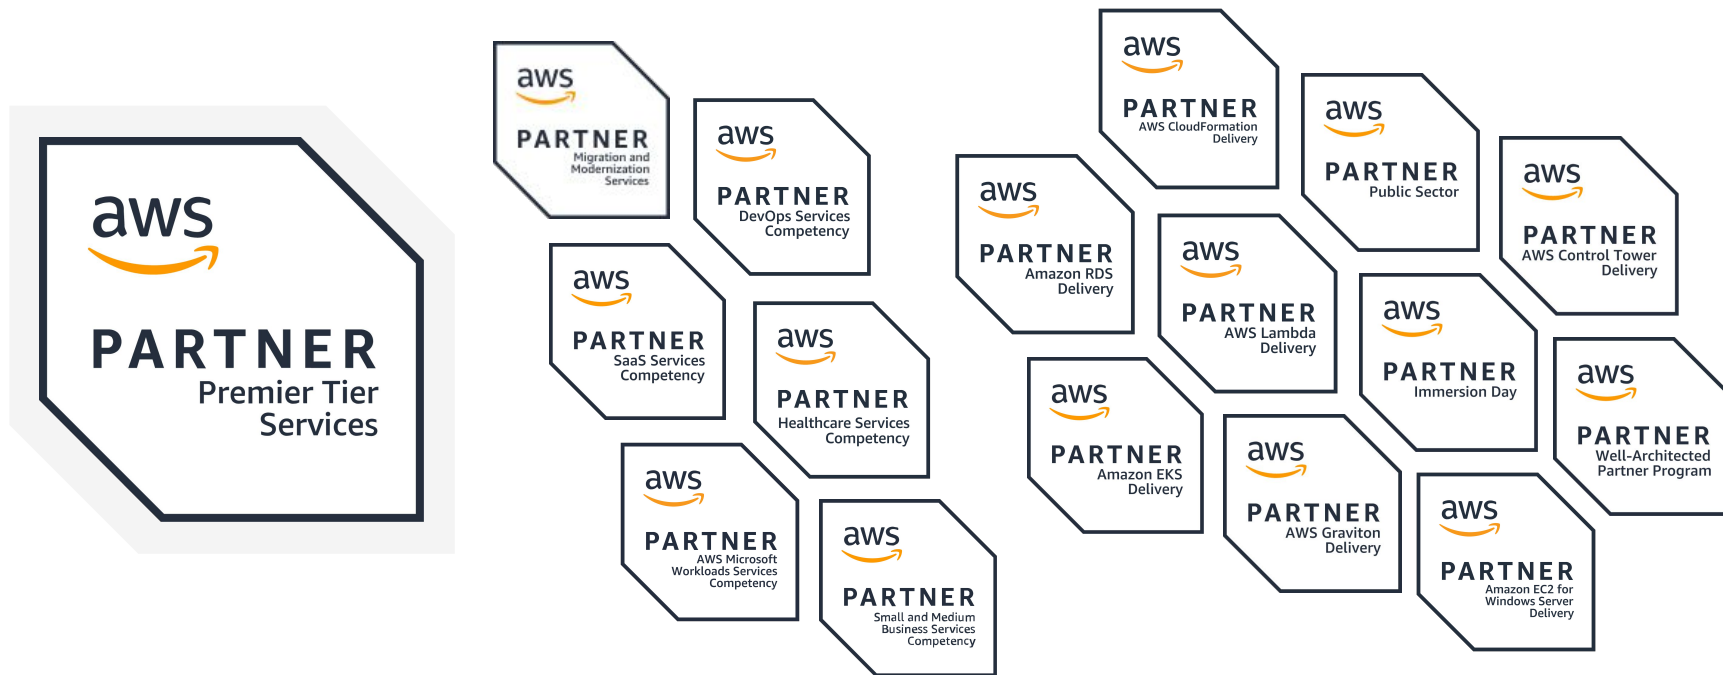 aws
PARTNER
Premier Tier
Services
aws
PARTNER
Migration and
Modernization
Services
aws
PARTNER
DevOps Services
Competency
aws
PARTNER
SaaS Services
Competency
aws
PARTNER
Healthcare Services
Competency
aws
PARTNER
AWS Microsoft
Workloads Services
Competency
aws
PARTNER
Small and Medium
Business Services
Competency
aws
PARTNER
AWS CloudFormation
Delivery
aws
PARTNER
Public Sector
aws
PARTNER
AWS Control Tower
Delivery
aws
PARTNER
Amazon RDS
Delivery
aws
PARTNER
AWS Lambda
Delivery
aws
PARTNER
Immersion Day
aws
PARTNER
Well-Architected
Partner Program
aws
PARTNER
Amazon EKS
Delivery
aws
PARTNER
AWS Graviton
Delivery
aws
PARTNER
Amazon EC2 for
Windows Server
Delivery